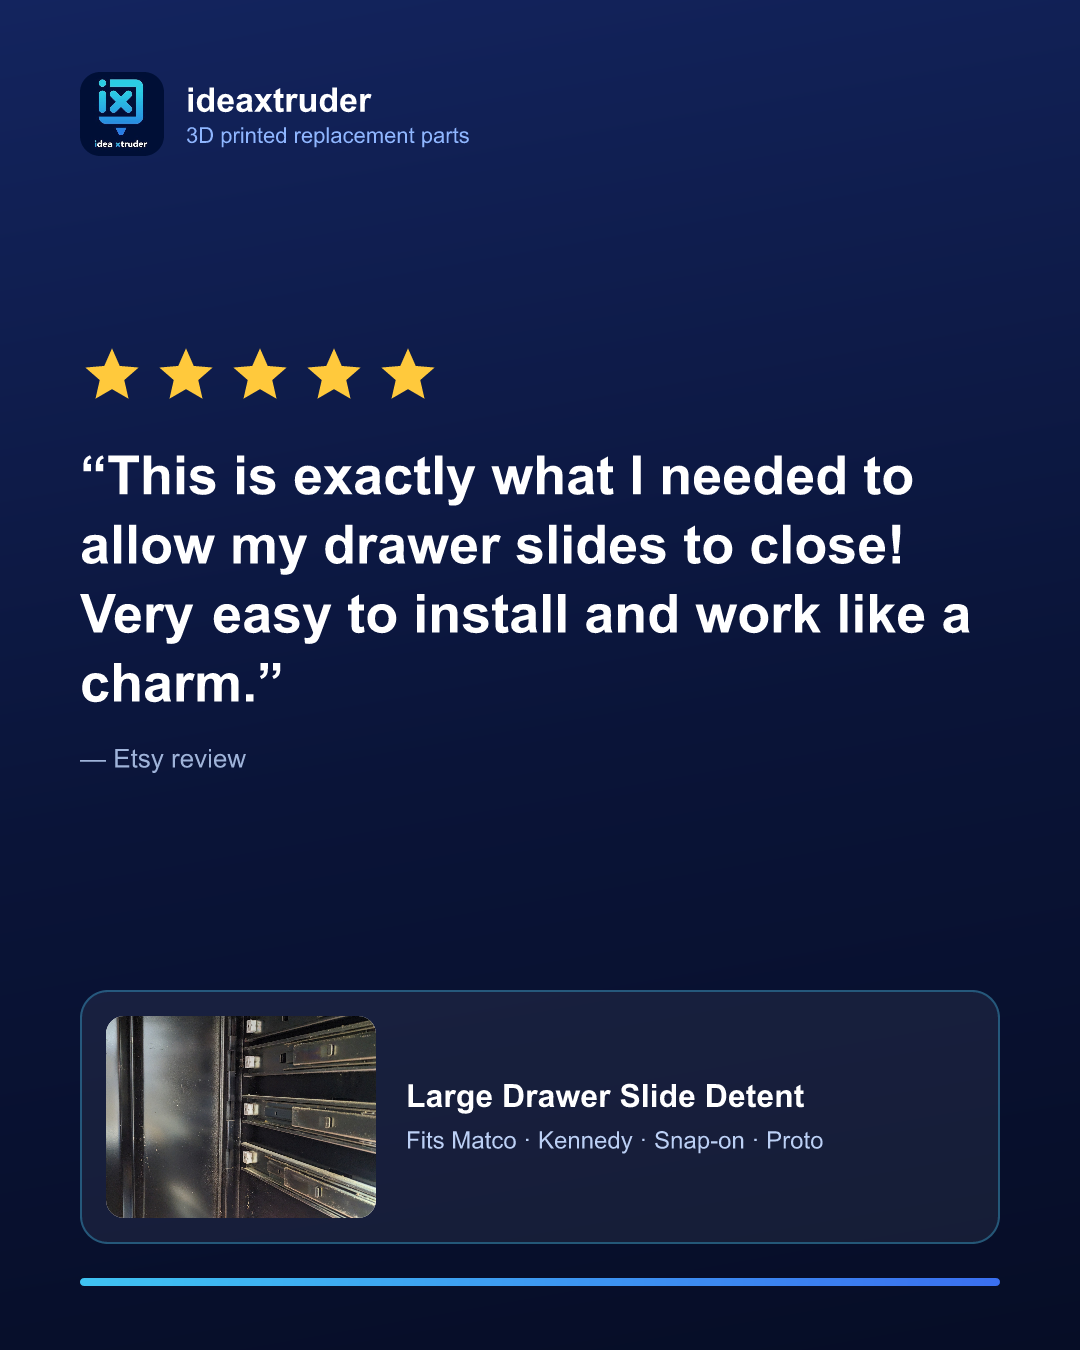 idea xtruder
ideaxtruder
3D printed replacement parts
“This is exactly what I needed to
allow my drawer slides to close!
Very easy to install and work like a
charm.”
— Etsy review
Large Drawer Slide Detent
Fits Matco · Kennedy · Snap-on · Proto